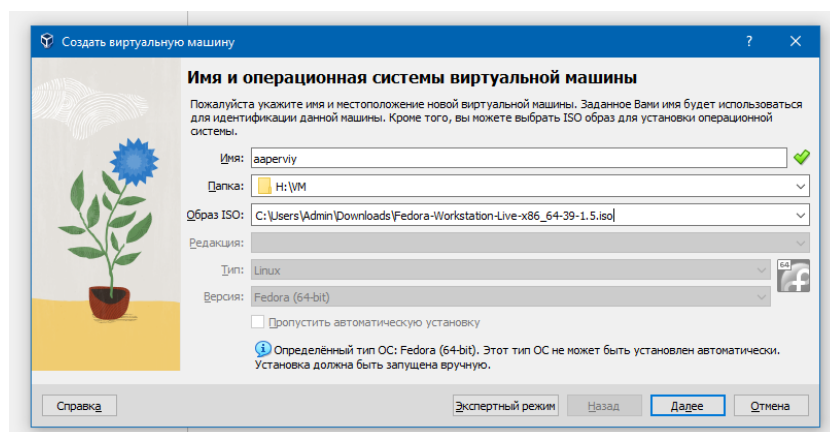 Создать виртуальную машину
Имя и операционная системы виртуальной машины
Пожалуйста укажите имя и местоположение новой виртуальной машины. Заданное Вами имя будет использоваться
для идентификации данной машины. Кроме того, вы можете выбрать ISO образ для установки операционной
системы.
Имя: aaperviy
Папка: H:\VM
Образ ISO: C:\Users\Admin\Downloads\Fedora-Workstation-Live-x86_64-39-1.5.iso
Редакция:
Тип: Linux
64
Версия: Fedora (64-bit)
Пропустить автоматическую установку
Определённый тип ОС: Fedora (64-bit). Этот тип ОС не может быть установлен автоматически.
Установка должна быть запущена вручную.
Справка Экспертный режим Назад Далее Отмена